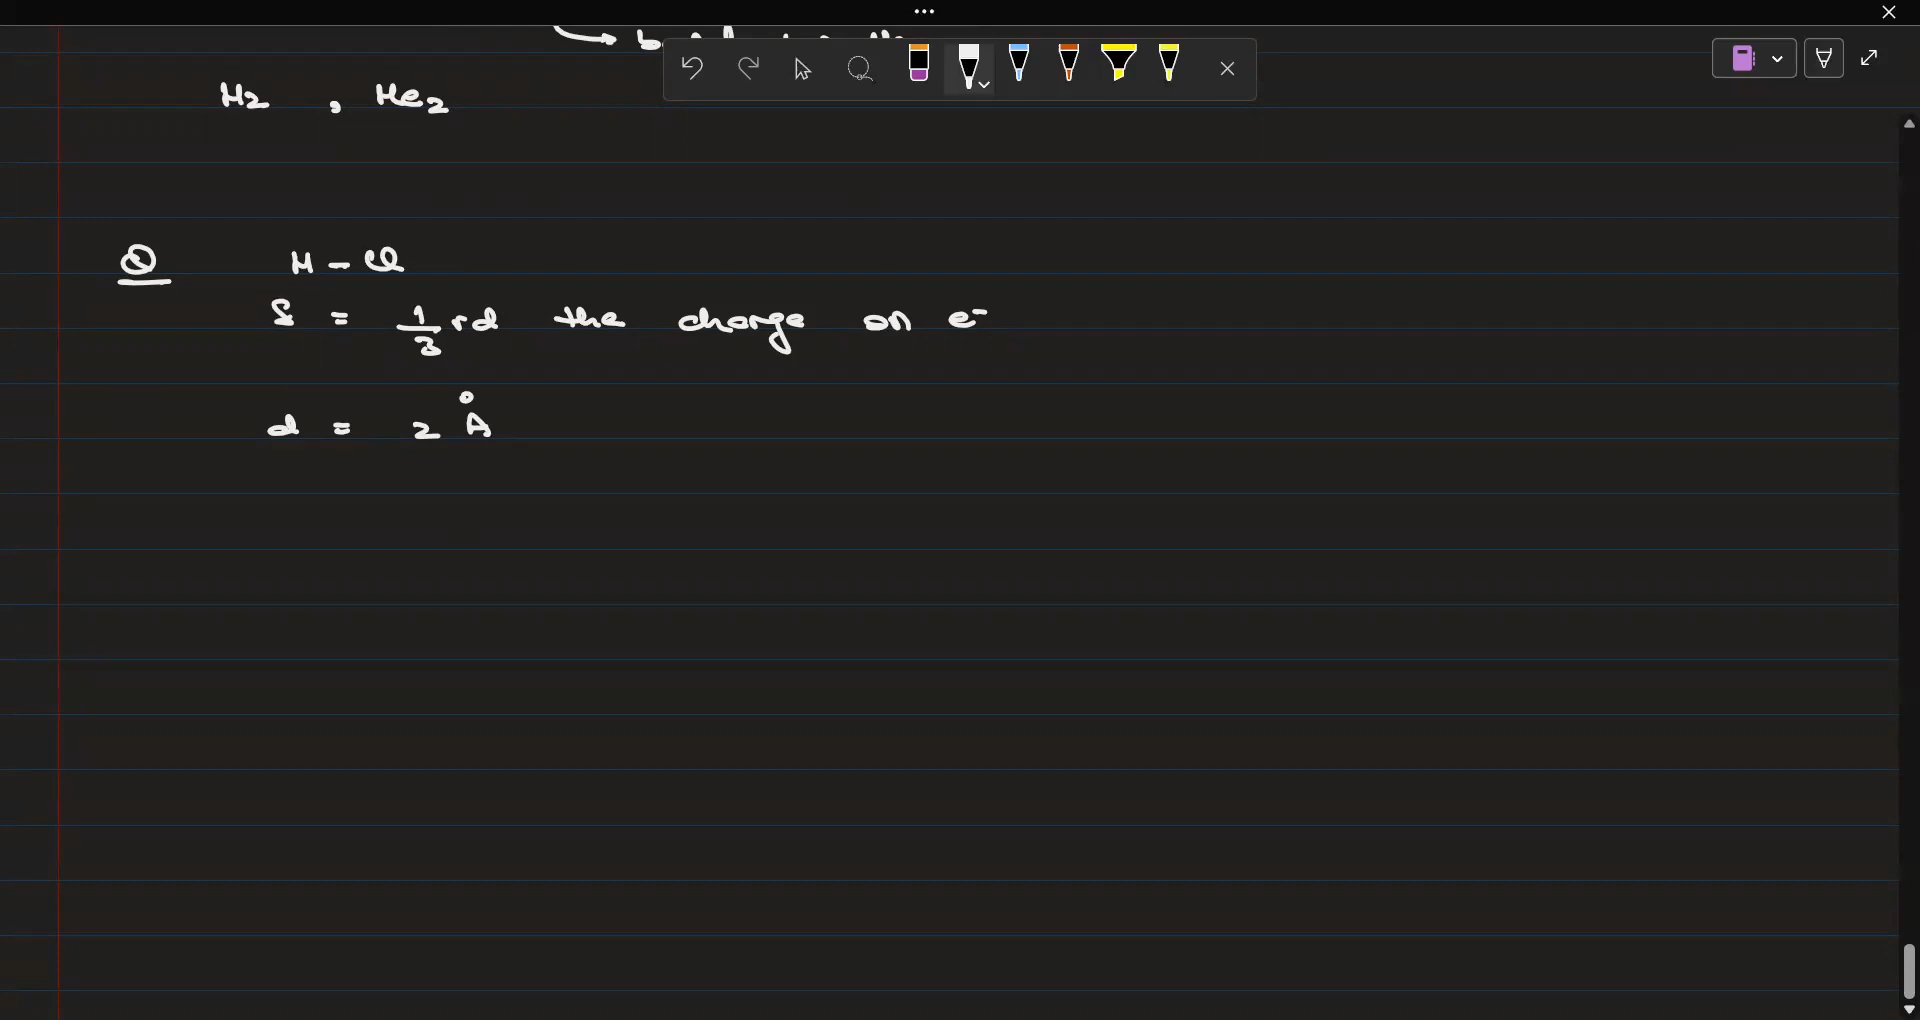 H2 , He2
Q H - Cl
δ = 1/3 rd the charge on e-
d = 2 Å